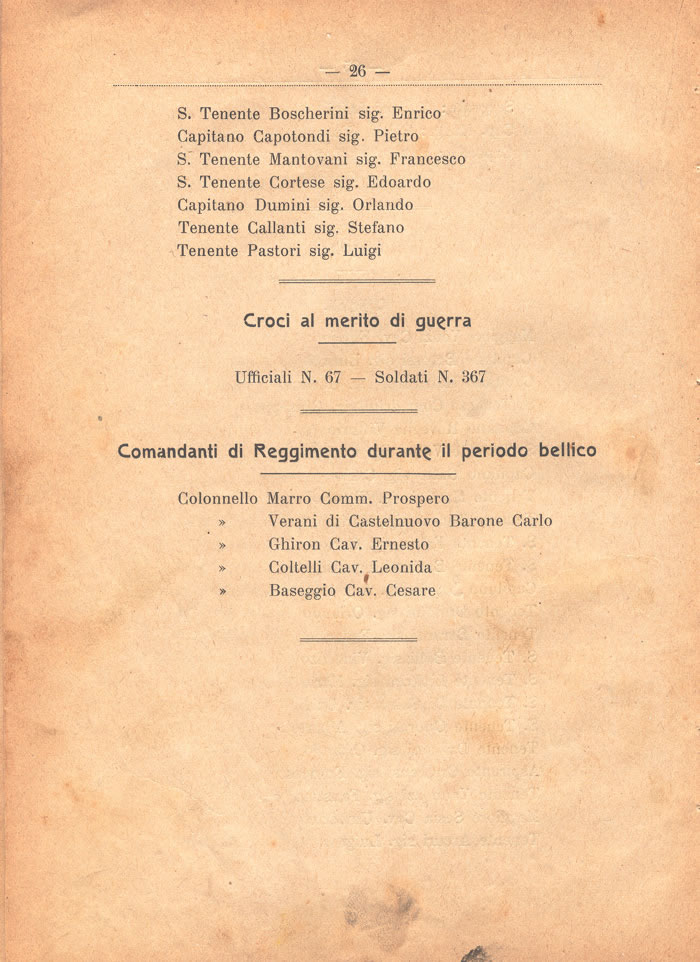 — 26 —
S. Tenente Boscherini sig. Enrico
Capitano Capotondi sig. Pietro
S. Tenente Mantovani sig. Francesco
S. Tenente Cortese sig. Edoardo
Capitano Dumini sig. Orlando
Tenente Callanti sig. Stefano
Tenente Pastori sig. Luigi
Croci al merito di guerra
Ufficiali N. 67 — Soldati N. 367
Comandanti di Reggimento durante il periodo bellico
Colonnello Marro Comm. Prospero
» Verani di Castelnuovo Barone Carlo
» Ghiron Cav. Ernesto
» Coltelli Cav. Leonida
» Baseggio Cav. Cesare